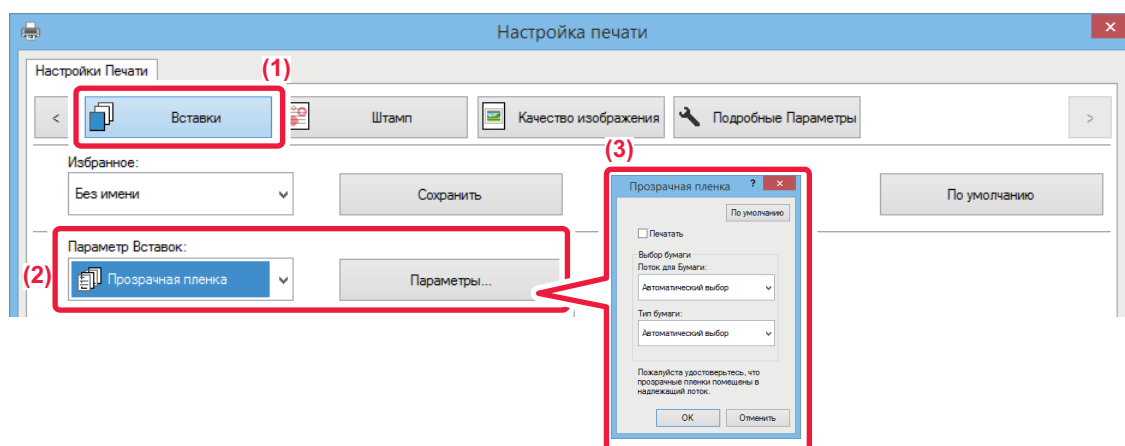 Настройка печати
Настройки Печати
(1)
<
Вставки
Штамп
Качество изображения
Подробные Параметры
>
Избранное:
Без имени
Сохранить
По умолчанию
(2)
Параметр Вставок:
Прозрачная пленка
Параметры...
(3)
Прозрачная пленка ?
По умолчанию
Печатать
Выбор бумаги
Поток для Бумаги:
Автоматический выбор
Тип бумаги:
Автоматический выбор
Пожалуйста удостоверьтесь, что
прозрачные пленки помещены в
надлежащий лоток.
OK
Отменить